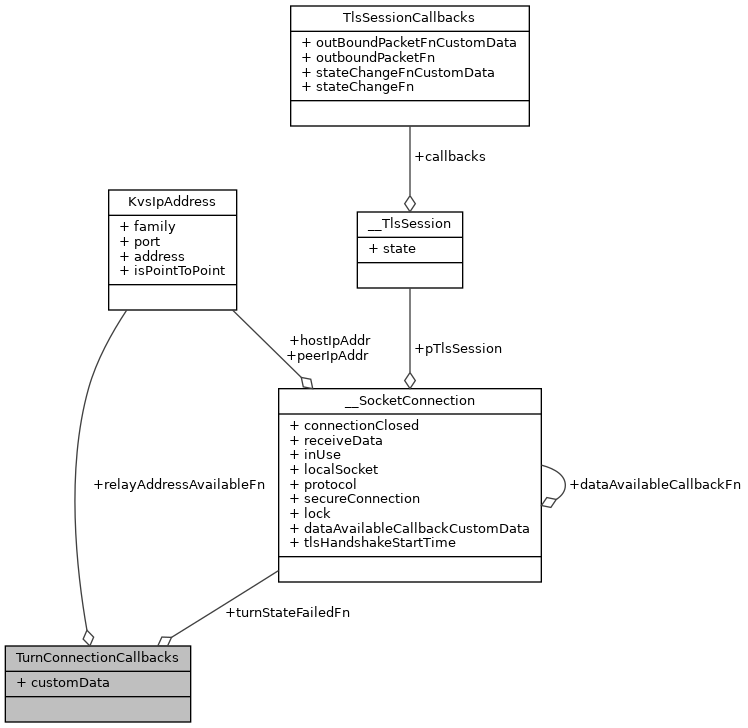 TlsSessionCallbacks
+ outBoundPacketFnCustomData
+ outboundPacketFn
+ stateChangeFnCustomData
+ stateChangeFn
+callbacks
KvsIpAddress
+ family
+ port
+ address
+ isPointToPoint
__TlsSession
+ state
+hostIpAddr
+peerIpAddr
+pTlsSession
__SocketConnection
+ connectionClosed
+ receiveData
+ inUse
+ localSocket
+ protocol
+ secureConnection
+ lock
+ dataAvailableCallbackCustomData
+ tlsHandshakeStartTime
+relayAddressAvailableFn
+dataAvailableCallbackFn
+turnStateFailedFn
TurnConnectionCallbacks
+ customData